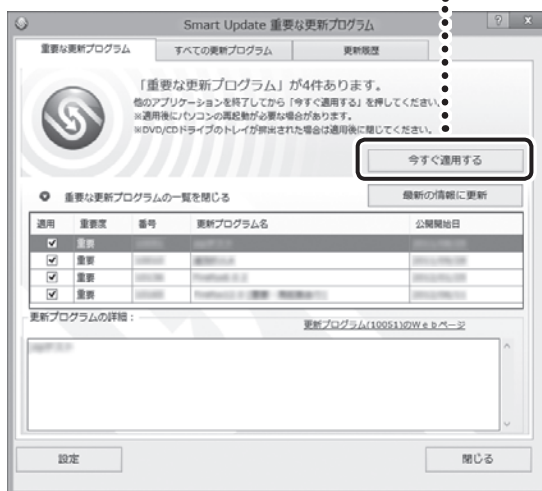 Smart Update 重要な更新プログラム
? x
重要な更新プログラム すべての更新プログラム 更新履歴
「重要な更新プログラム」が4件あります。
他のアプリケーションを終了してから「今すぐ適用する」を押してください。
※適用後にパソコンの再起動が必要な場合があります。
※DVD/CDドライブのトレイが排出された場合は適用後に閉じてください。
今すぐ適用する
重要な更新プログラムの一覧を閉じる 最新の情報に更新
適用 重要度 番号 更新プログラム名 公開開始日
重要
重要
重要
重要
更新プログラムの詳細：
更新プログラム(10051)のWebページ
設定 閉じる